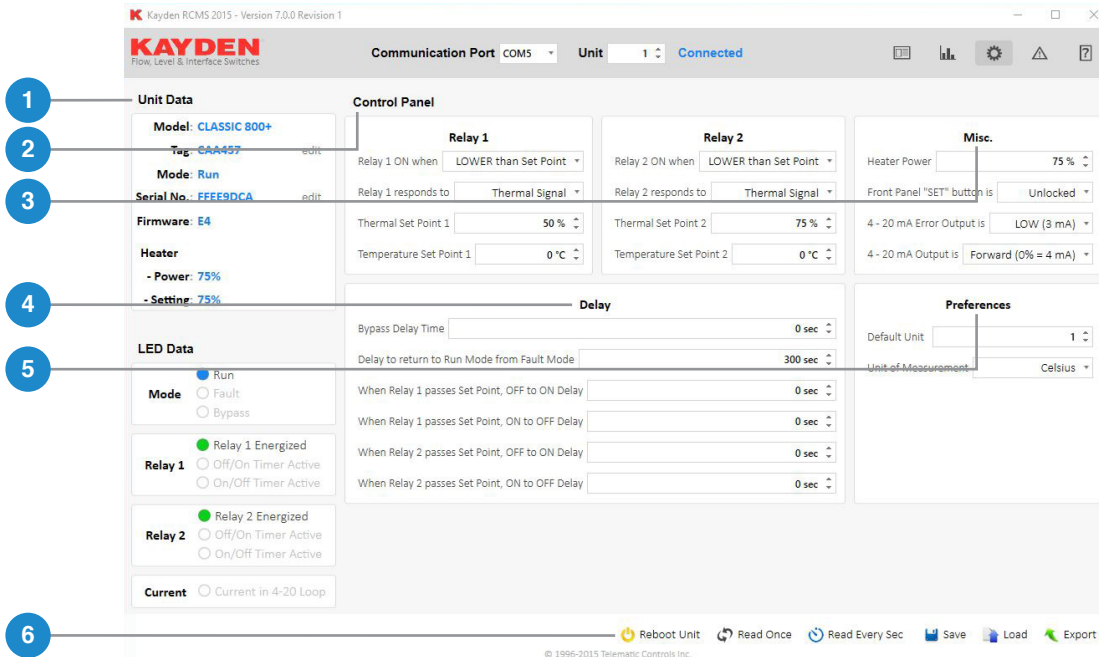 Kayden RCMS 2015 - Version 7.0.0 Revision 1
KAYDEN
Flow, Level & Interface Switches
Communication Port COM5 Unit 1 Connected
1
Unit Data
Model: CLASSIC 800+
2
Tag: CAA457 edit
Mode: Run
3
Serial No.: FFEE9DCA edit
Firmware: E4
Heater
- Power: 75%
4
- Setting: 75%
LED Data
5
Mode
Run
Fault
Bypass
Relay 1
Relay 1 Energized
Off/On Timer Active
On/Off Timer Active
Relay 2
Relay 2 Energized
Off/On Timer Active
On/Off Timer Active
Current Current in 4-20 Loop
Control Panel
Relay 1
Relay 1 ON when LOWER than Set Point
Relay 1 responds to Thermal Signal
Thermal Set Point 1 50 %
Temperature Set Point 1 0 °C
Relay 2
Relay 2 ON when LOWER than Set Point
Relay 2 responds to Thermal Signal
Thermal Set Point 2 75 %
Temperature Set Point 2 0 °C
Misc.
Heater Power 75 %
Front Panel "SET" button is Unlocked
4 - 20 mA Error Output is LOW (3 mA)
4 - 20 mA Output is Forward (0% = 4 mA)
Delay
Bypass Delay Time 0 sec
Delay to return to Run Mode from Fault Mode 300 sec
When Relay 1 passes Set Point, OFF to ON Delay 0 sec
When Relay 1 passes Set Point, ON to OFF Delay 0 sec
When Relay 2 passes Set Point, OFF to ON Delay 0 sec
When Relay 2 passes Set Point, ON to OFF Delay 0 sec
Preferences
Default Unit 1
Unit of Measurement Celsius
6
Reboot Unit Read Once Read Every Sec Save Load Export
© 1996-2015 Telematic Controls Inc.